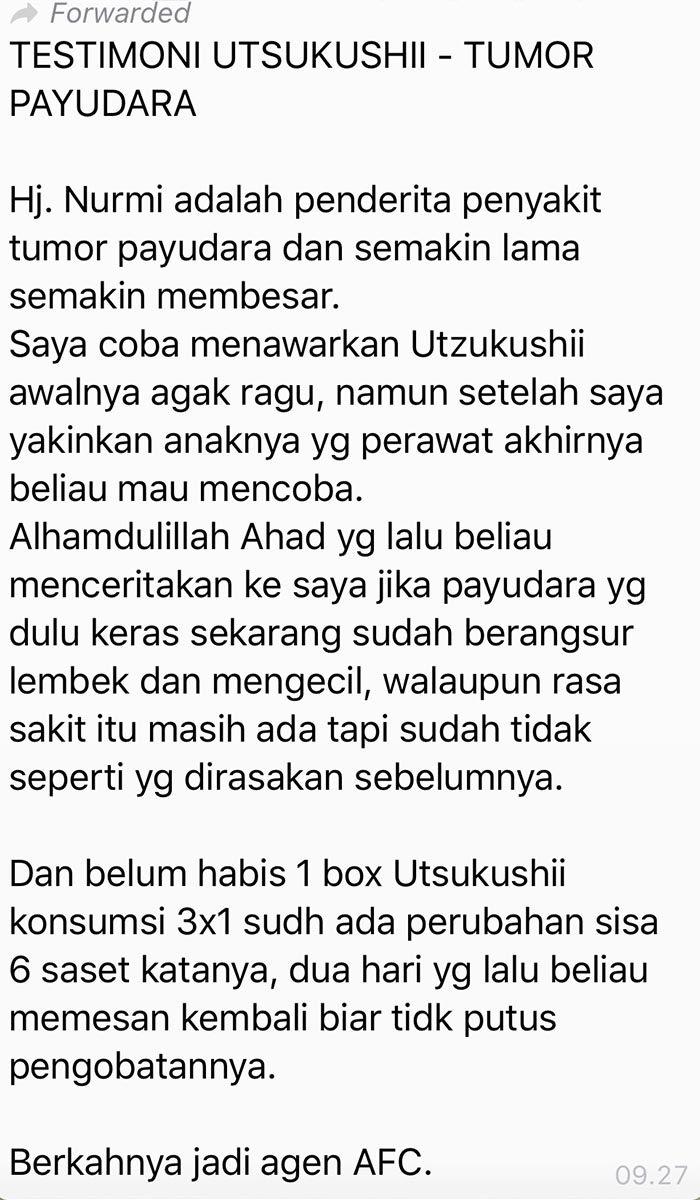 Forwarded
TESTIMONI UTSUKUSHII - TUMOR
PAYUDARA
Hj. Nurmi adalah penderita penyakit
tumor payudara dan semakin lama
semakin membesar.
Saya coba menawarkan Utzukushii
awalnya agak ragu, namun setelah saya
yakinkan anaknya yg perawat akhirnya
beliau mau mencoba.
Alhamdulillah Ahad yg lalu beliau
menceritakan ke saya jika payudara yg
dulu keras sekarang sudah berangsur
lembek dan mengecil, walaupun rasa
sakit itu masih ada tapi sudah tidak
seperti yg dirasakan sebelumnya.
Dan belum habis 1 box Utsukushii
konsumsi 3x1 sudh ada perubahan sisa
6 saset katanya, dua hari yg lalu beliau
memesan kembali biar tidk putus
pengobatannya.
Berkahnya jadi agen AFC.
09.27